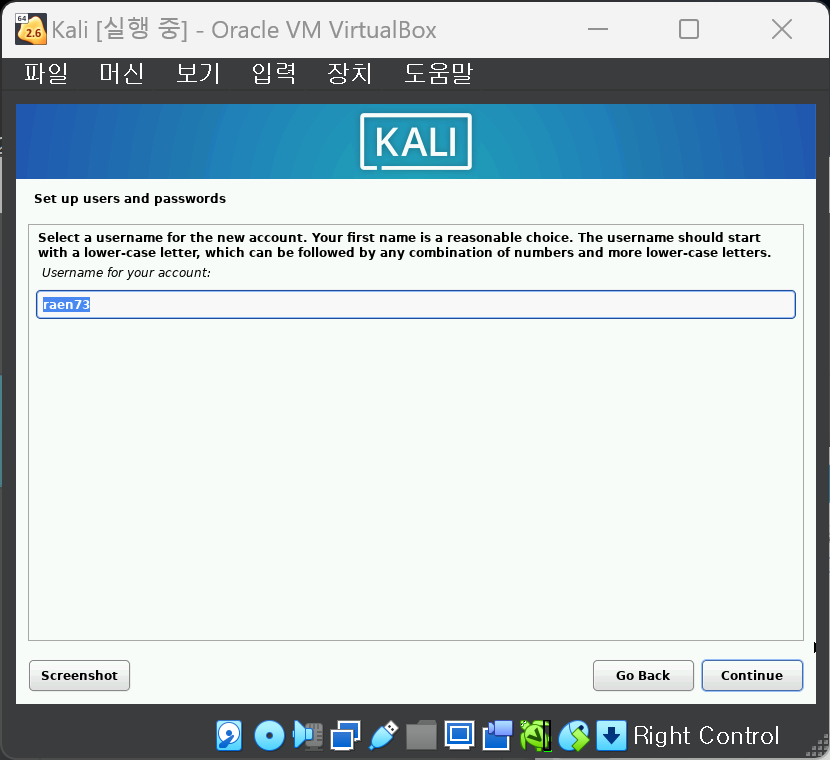 64
2.6
Kali [실행 중] - Oracle VM VirtualBox
파일 머신 보기 입력 장치 도움말
KALI
Set up users and passwords
Select a username for the new account. Your first name is a reasonable choice. The username should start
with a lower-case letter, which can be followed by any combination of numbers and more lower-case letters.
Username for your account:
raen73
Screenshot Go Back Continue
Right Control